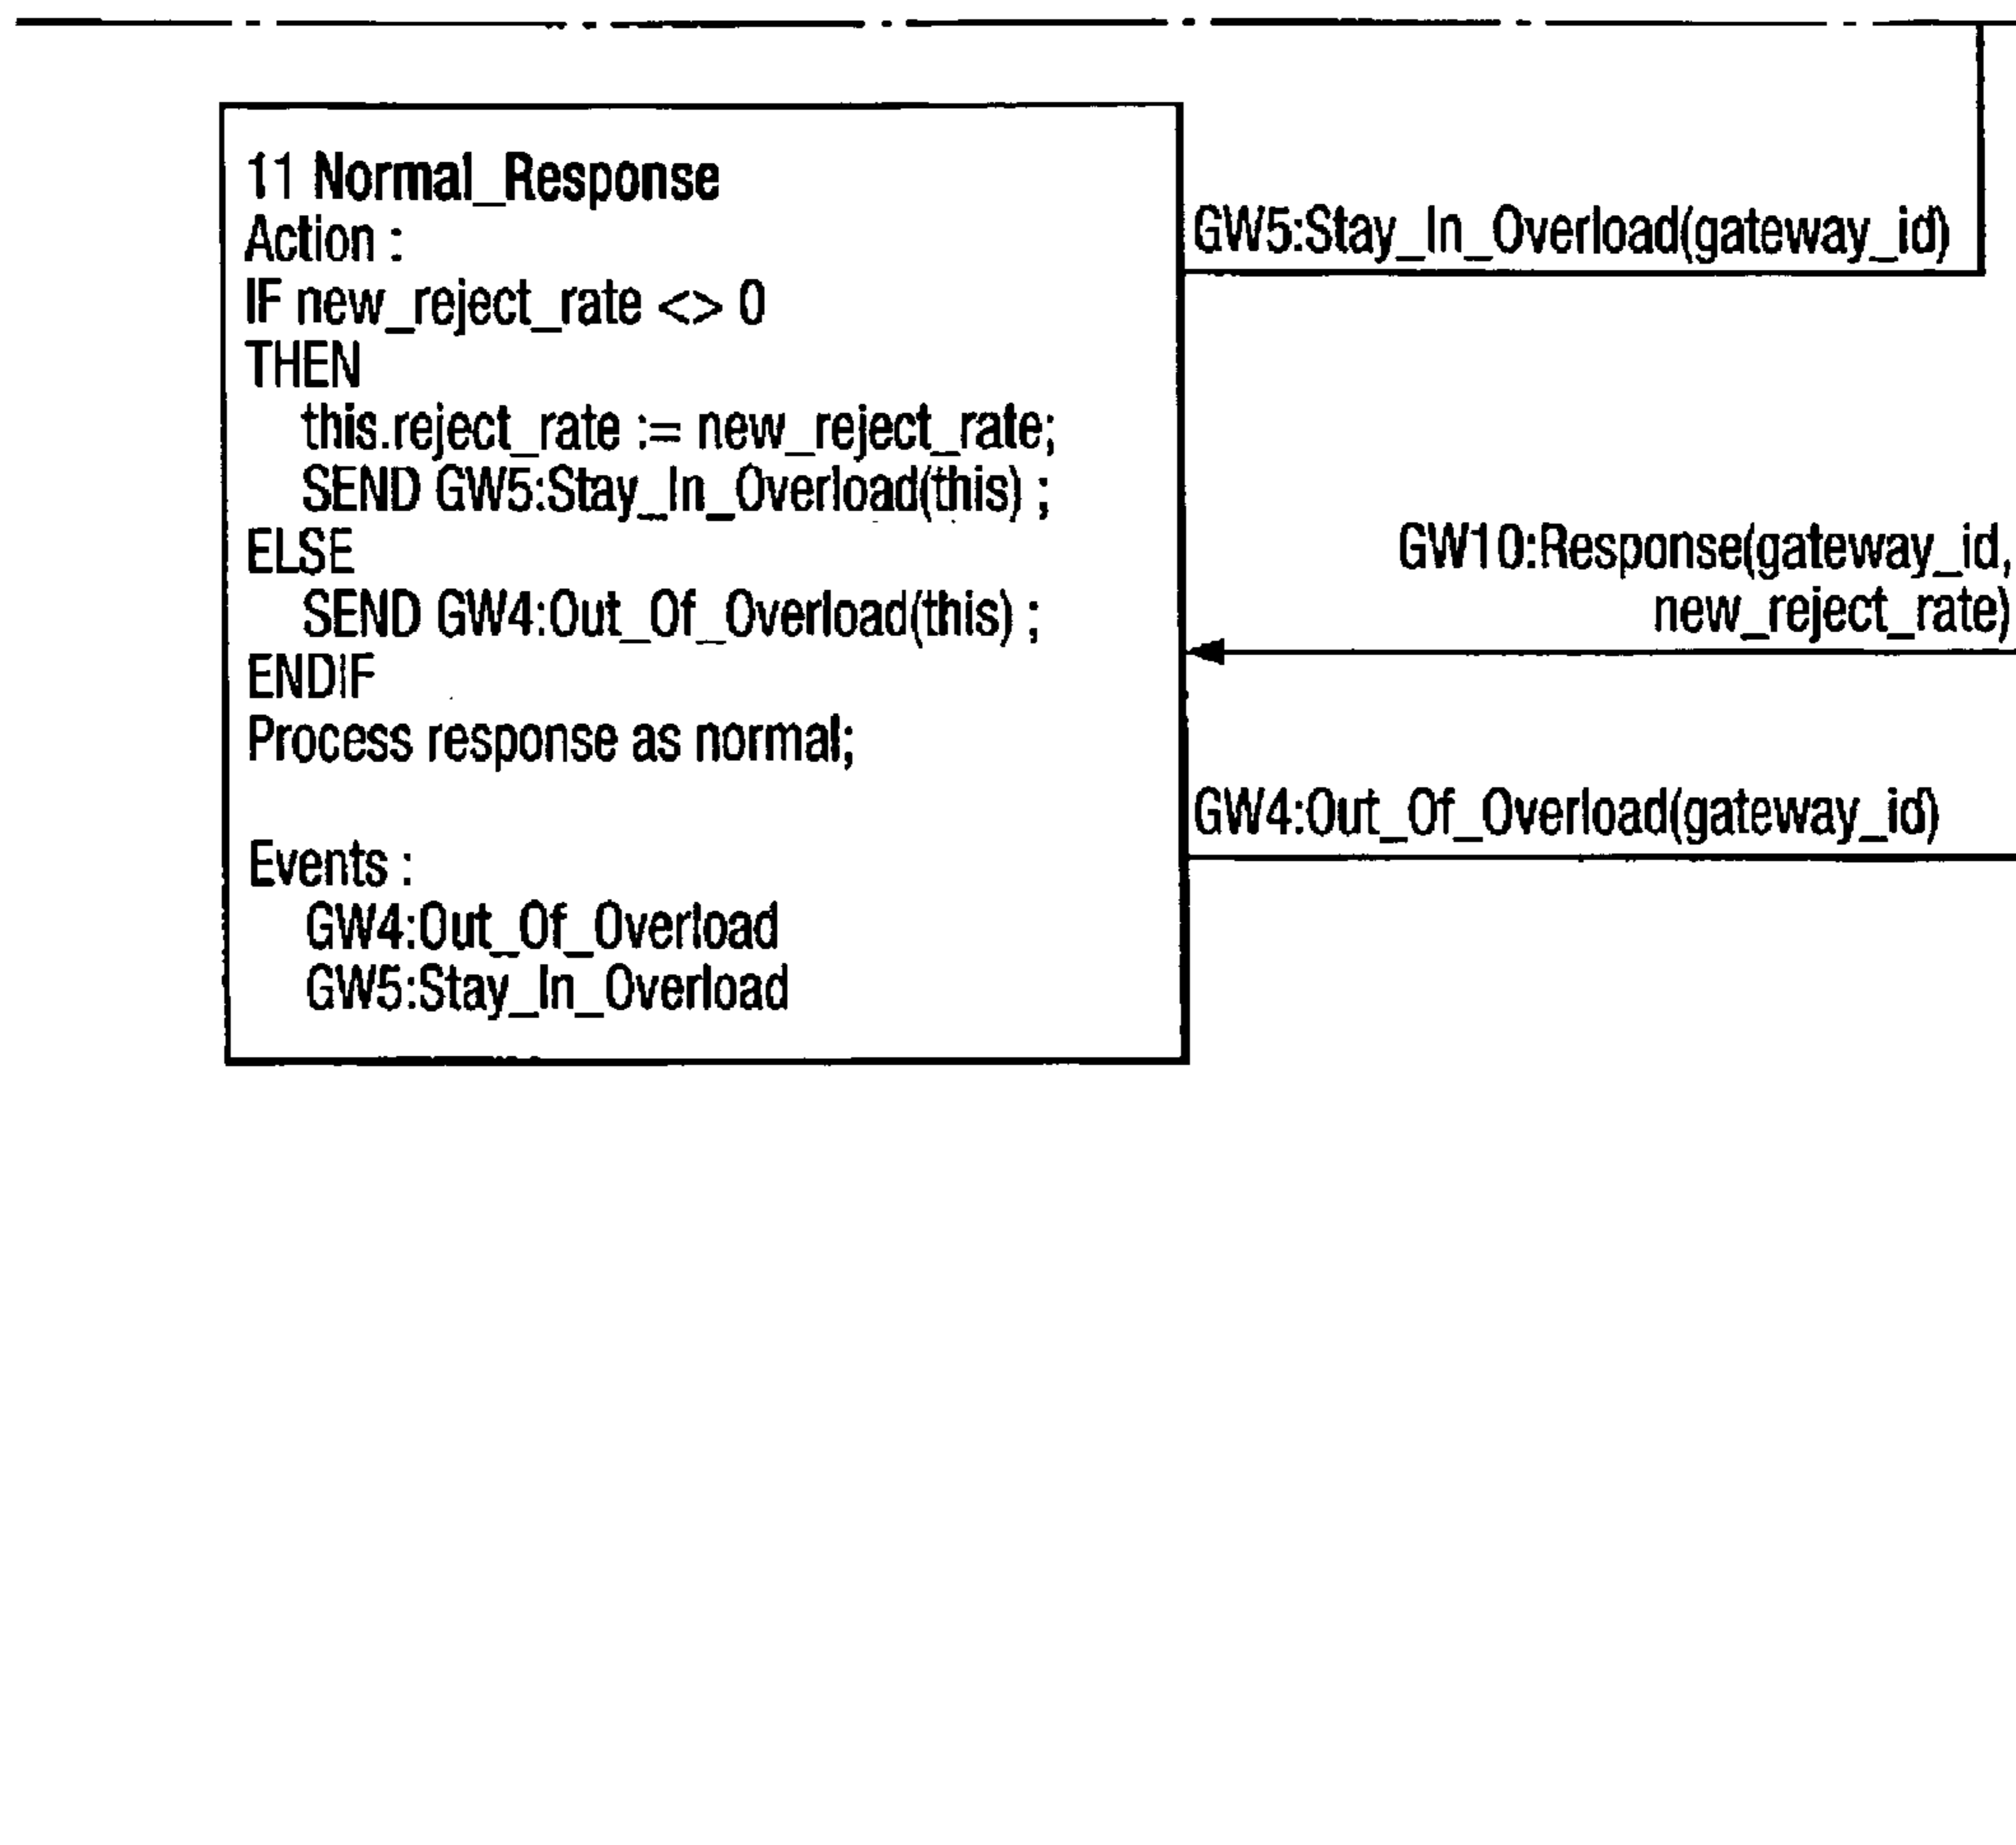 11 Normal_Response
Action :
IF new_reject_rate <> 0
THEN
this.reject_rate := new_reject_rate;
SEND GW5:Stay_In_Overload(this) ;
ELSE
SEND GW4:Out_Of_Overload(this) ;
ENDIF
Process response as normal;
Events :
GW4:Out_Of_Overload
GW5:Stay_In_Overload
GW5:Stay_In_Overload(gateway_id)
GW10:Response(gateway_id,
new_reject_rate)
GW4:Out_Of_Overload(gateway_id)